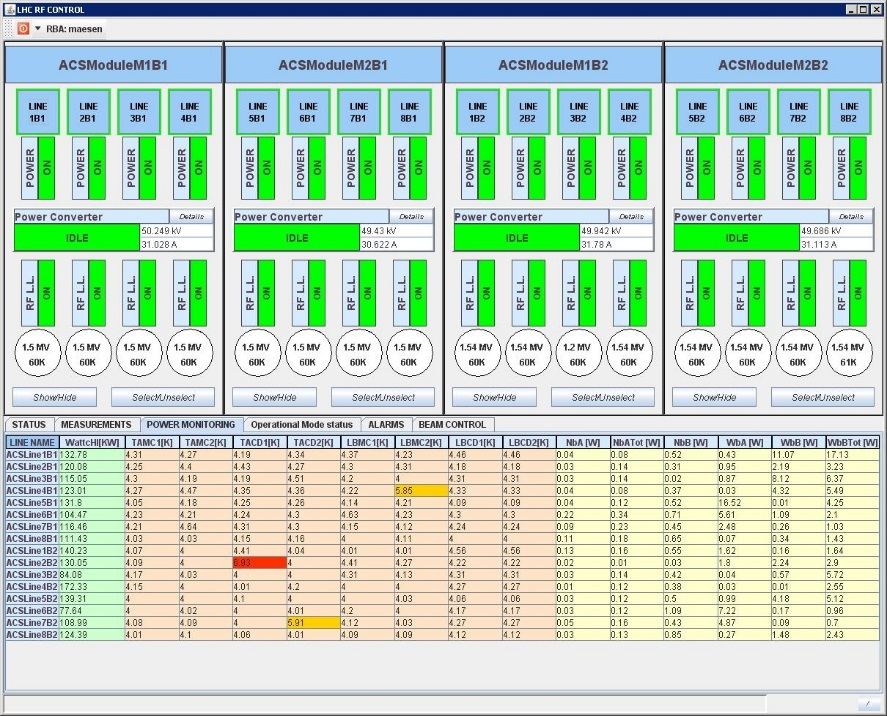 LHC RF CONTROL
RBA: maesen
ACSModuleM1B1 ACSModuleM2B1 ACSModuleM1B2 ACSModuleM2B2
LINE LINE LINE LINE LINE LINE LINE LINE LINE LINE LINE LINE LINE LINE LINE LINE
1B1 2B1 3B1 4B1 5B1 6B1 7B1 8B1 1B2 2B2 3B2 4B2 5B2 6B2 7B2 8B2
POWER ON POWER ON POWER ON POWER ON POWER ON POWER ON POWER ON POWER ON POWER ON POWER ON POWER ON POWER ON POWER ON POWER ON POWER ON POWER ON
Power Converter Details Power Converter Details Power Converter Details Power Converter Details
IDLE 50.249 kV IDLE 49.43 kV IDLE 49.942 kV IDLE 49.686 kV
31.028 A 30.622 A 31.78 A 31.113 A
RF L.L. ON RF L.L. ON RF L.L. ON RF L.L. ON RF L.L. ON RF L.L. ON RF L.L. ON RF L.L. ON RF L.L. ON RF L.L. ON RF L.L. ON RF L.L. ON RF L.L. ON RF L.L. ON RF L.L. ON RF L.L. ON
1.5 MV 1.5 MV 1.5 MV 1.5 MV 1.5 MV 1.5 MV 1.5 MV 1.5 MV 1.54 MV 1.54 MV 1.2 MV 1.54 MV 1.54 MV 1.54 MV 1.54 MV 1.54 MV
60K 60K 60K 60K 60K 60K 60K 60K 60K 60K 60K 60K 60K 60K 60K 61K
Show/Hide Select/Unselect Show/Hide Select/Unselect Show/Hide Select/Unselect Show/Hide Select/Unselect
STATUS MEASUREMENTS POWER MONITORING Operational Mode status ALARMS BEAM CONTROL
LINE NAME WattcHl[KW] TAMC1[K] TAMC2[K] TACD1[K] TACD2[K] LBMC1[K] LBMC2[K] LBCD1[K] LBCD2[K] NbA [W] NbATot [W] NbB [W] WbA [W] WbB [W] WbBTot [W]
ACSLine1B1 132.78 4.31 4.27 4.19 4.34 4.37 4.23 4.46 4.46 0.04 0.08 0.52 0.43 11.07 17.13
ACSLine2B1 120.08 4.25 4.4 4.43 4.27 4.3 4.27 4.3 4.3 0.03 0.14 0.31 0.95 2.19 3.23
ACSLine3B1 115.05 4.3 4.19 4.19 4.51 4.2 4 4.3 4.3 0.03 0.14 0.02 0.87 8.12 6.37
ACSLine4B1 123.01 4.27 4.47 4.35 4.36 4.22 5.85 4.33 4.33 0.04 0.08 0.37 0.03 4.32 5.49
ACSLine5B1 131.8 4.05 4.18 4.25 4.26 4.14 4.21 4.09 4.09 0.04 0.12 0.52 16.52 0.01 4.25
ACSLine6B1 104.47 4.23 4.21 4.24 4.3 4.63 4.23 4.3 4.3 0.22 0.34 0.71 5.61 1.09 2.1
ACSLine7B1 116.46 4.21 4.64 4.31 4.3 4.15 4.12 4.24 4.24 0.09 0.23 0.45 2.48 0.26 1.03
ACSLine8B1 111.43 4.03 4.03 4.15 4.16 4 4.11 4 4 0.11 0.18 0.65 0.07 0.34 1.43
ACSLine1B2 140.23 4.07 4 4.41 4.04 4.01 4.01 4.56 4.56 0.13 0.16 0.55 1.62 0.16 1.64
ACSLine2B2 130.05 4.09 4 4 4.41 4.27 4.22 4.22 0.02 0.01 0.03 1.8 2.24 2.9
ACSLine3B2 84.08 4.17 4.03 4 4 4.31 4.13 4.31 4.31 0.03 0.14 0.42 0.04 0.57 5.72
ACSLine4B2 172.33 4.15 4 4.01 4.2 4 4 4.27 4.27 0.01 0.12 0.38 0.03 0.01 2.55
ACSLine5B2 139.31 4 4 4.1 4 4 4.03 4.06 4.06 0.03 0.12 0.5 0.99 4.18 5.12
ACSLine6B2 77.64 4 4.02 4 4.01 4.2 4 4.17 4.17 0.03 0.12 1.09 7.22 0.17 0.96
ACSLine7B2 108.99 4.08 4.09 4 5.91 4.12 4.03 4.27 4.27 0.05 0.16 0.43 4.87 0.09 0.7
ACSLine8B2 124.39 4.01 4.1 4.06 4.01 4.09 4.09 4.12 4.12 0.03 0.13 0.85 0.27 1.48 2.43